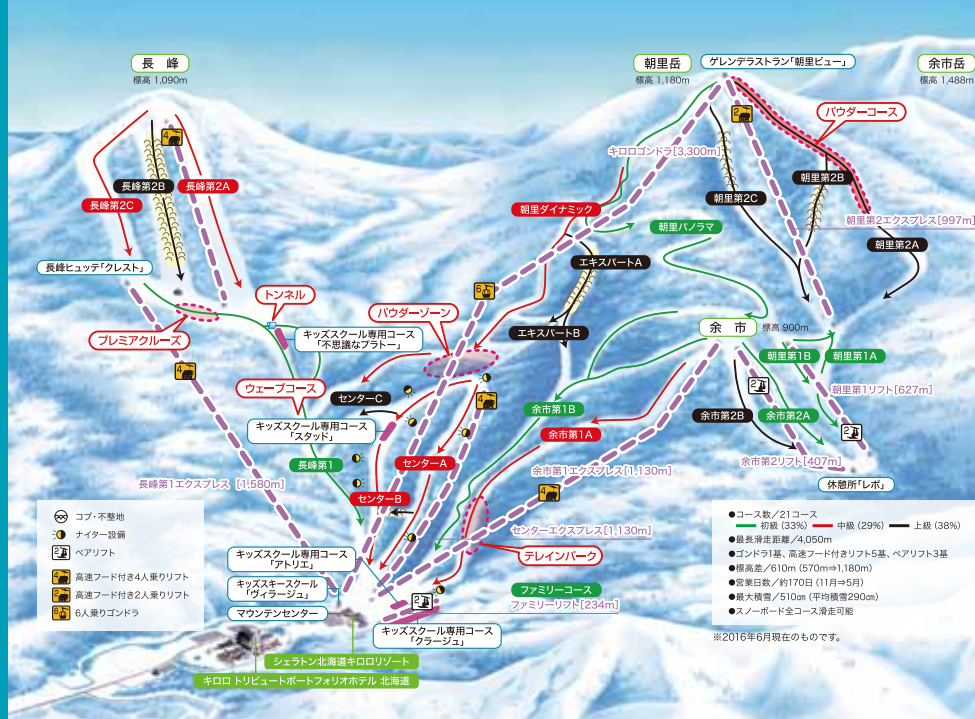 長峰
標高 1,090m
朝里岳
標高 1,180m
ゲレンデラストラン「朝里ビュー」
余市岳
標高 1,488m
パウダーコース
キロロゴンドラ[3,300m]
長峰第2B
長峰第2A
長峰第2C
朝里第2B
朝里第2C
朝里ダイナミック
朝里パノラマ
朝里第2エクスプレス[997m]
朝里第2A
長峰ヒュッテ「クレスト」
エキスパートA
トンネル
パウダーゾーン
エキスパートB
余市
標高 900m
プレミアクルーズ
キッズスクール専用コース
「不思議なプラトー」
朝里第1B
朝里第1A
ウェーブコース
センターC
朝里第1リフト[627m]
キッズスクール専用コース
「スタッド」
余市第1B
余市第2B
余市第2A
余市第1A
長峰第1
センターA
余市第2リフト[407m]
余市第1エクスプレス[1,130m]
長峰第1エクスプレス [1,580m]
休憩所「レポ」
センターB
センターエクスプレス[1,130m]
コブ・不整地
ナイター設備
ペアリフト
高速フード付き4人乗りリフト
高速フード付き2人乗りリフト
6人乗りゴンドラ
キッズスクール専用コース
「アトリエ」
テレインパーク
キッズスキースクール
「ヴィラージュ」
ファミリーコース
ファミリーリフト[234m]
マウンテンセンター
キッズスクール専用コース
「クラージュ」
シェラトン北海道キロロリゾート
キロロ トリビュートポートフォリオホテル 北海道
●コース数/21コース
初級 (33%) 中級 (29%) 上級 (38%)
●最長滑走距離/4,050m
●ゴンドラ1基、高速フード付きリフト5基、ペアリフト3基
●標高差/610m (570m⇒1,180m)
●営業日数/約170日 (11月⇒5月)
●最大積雪/510㎝ (平均積雪290㎝)
●スノーボード全コース滑走可能
※2016年6月現在のものです。